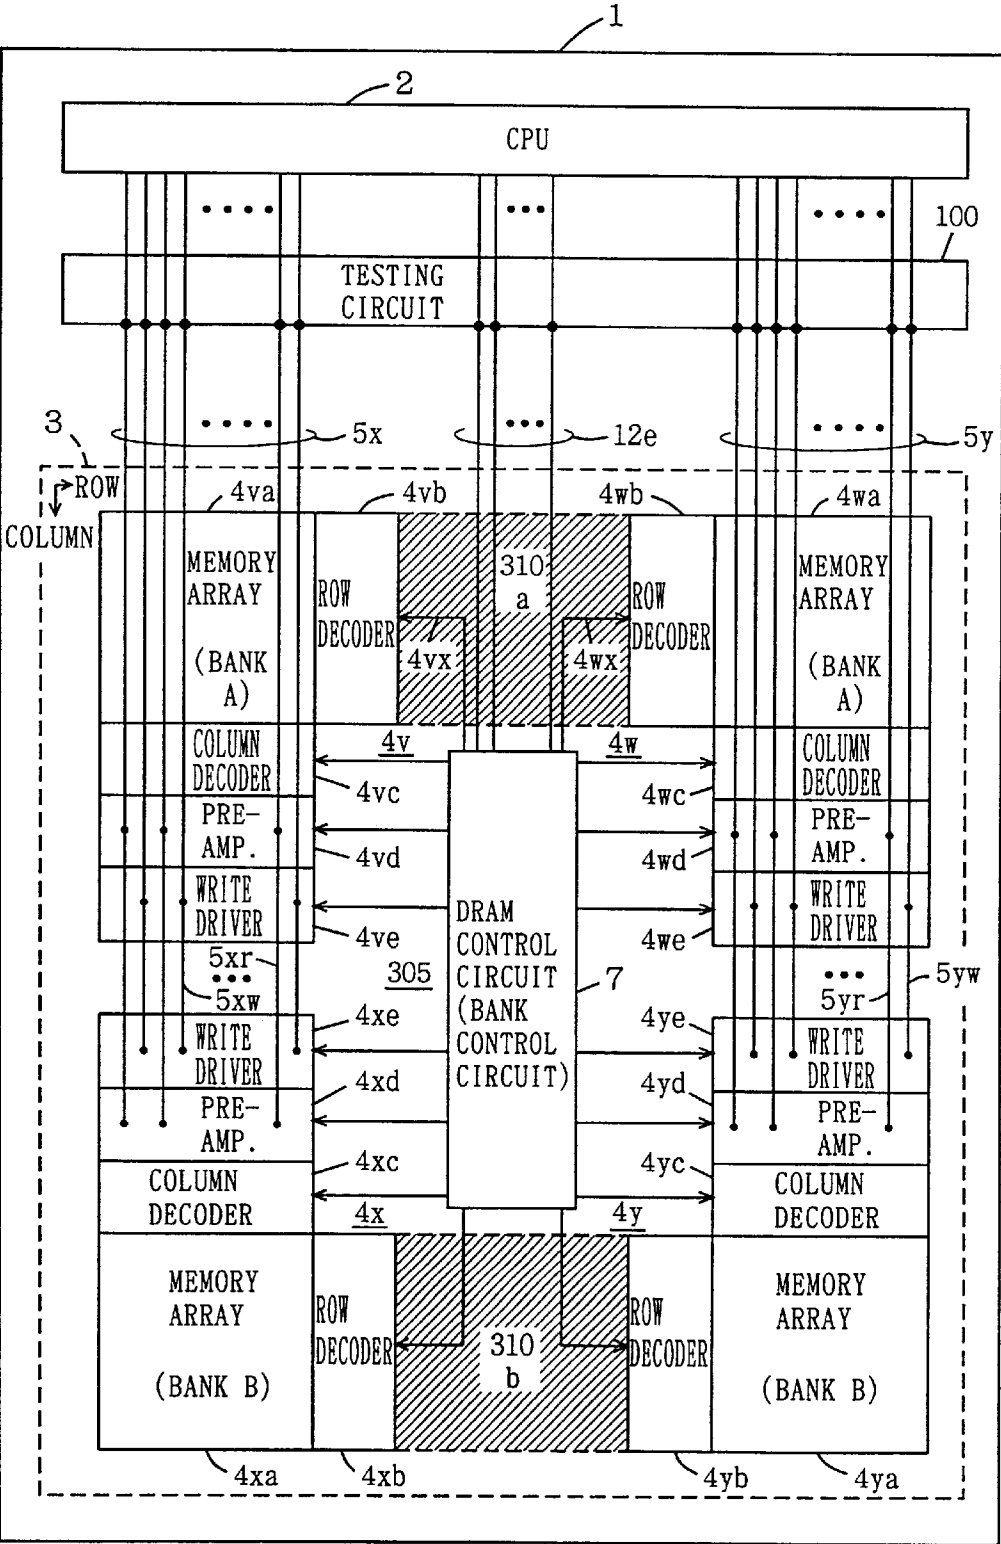 1
2
CPU
100
TESTING
CIRCUIT
5x
12e
5y
3
ROW
COLUMN
4va
4vb
4wb
4wa
MEMORY
ARRAY
(BANK
A)
ROW
DECODER
310
a
4vx
4wx
ROW
DECODER
MEMORY
ARRAY
(BANK
A)
4v
4w
COLUMN
DECODER
4vc
4wc
COLUMN
DECODER
PRE-
AMP.
4vd
4wd
PRE-
AMP.
WRITE
DRIVER
4ve
4we
WRITE
DRIVER
DRAM
CONTROL
CIRCUIT
(BANK
CONTROL
CIRCUIT)
305
7
5xr
5xw
5yr
5yw
WRITE
DRIVER
4xe
4ye
WRITE
DRIVER
PRE-
AMP.
4xd
4yd
PRE-
AMP.
COLUMN
DECODER
4xc
4yc
COLUMN
DECODER
4x
4y
MEMORY
ARRAY
(BANK B)
ROW
DECODER
310
b
ROW
DECODER
MEMORY
ARRAY
(BANK B)
4xa
4xb
4yb
4ya